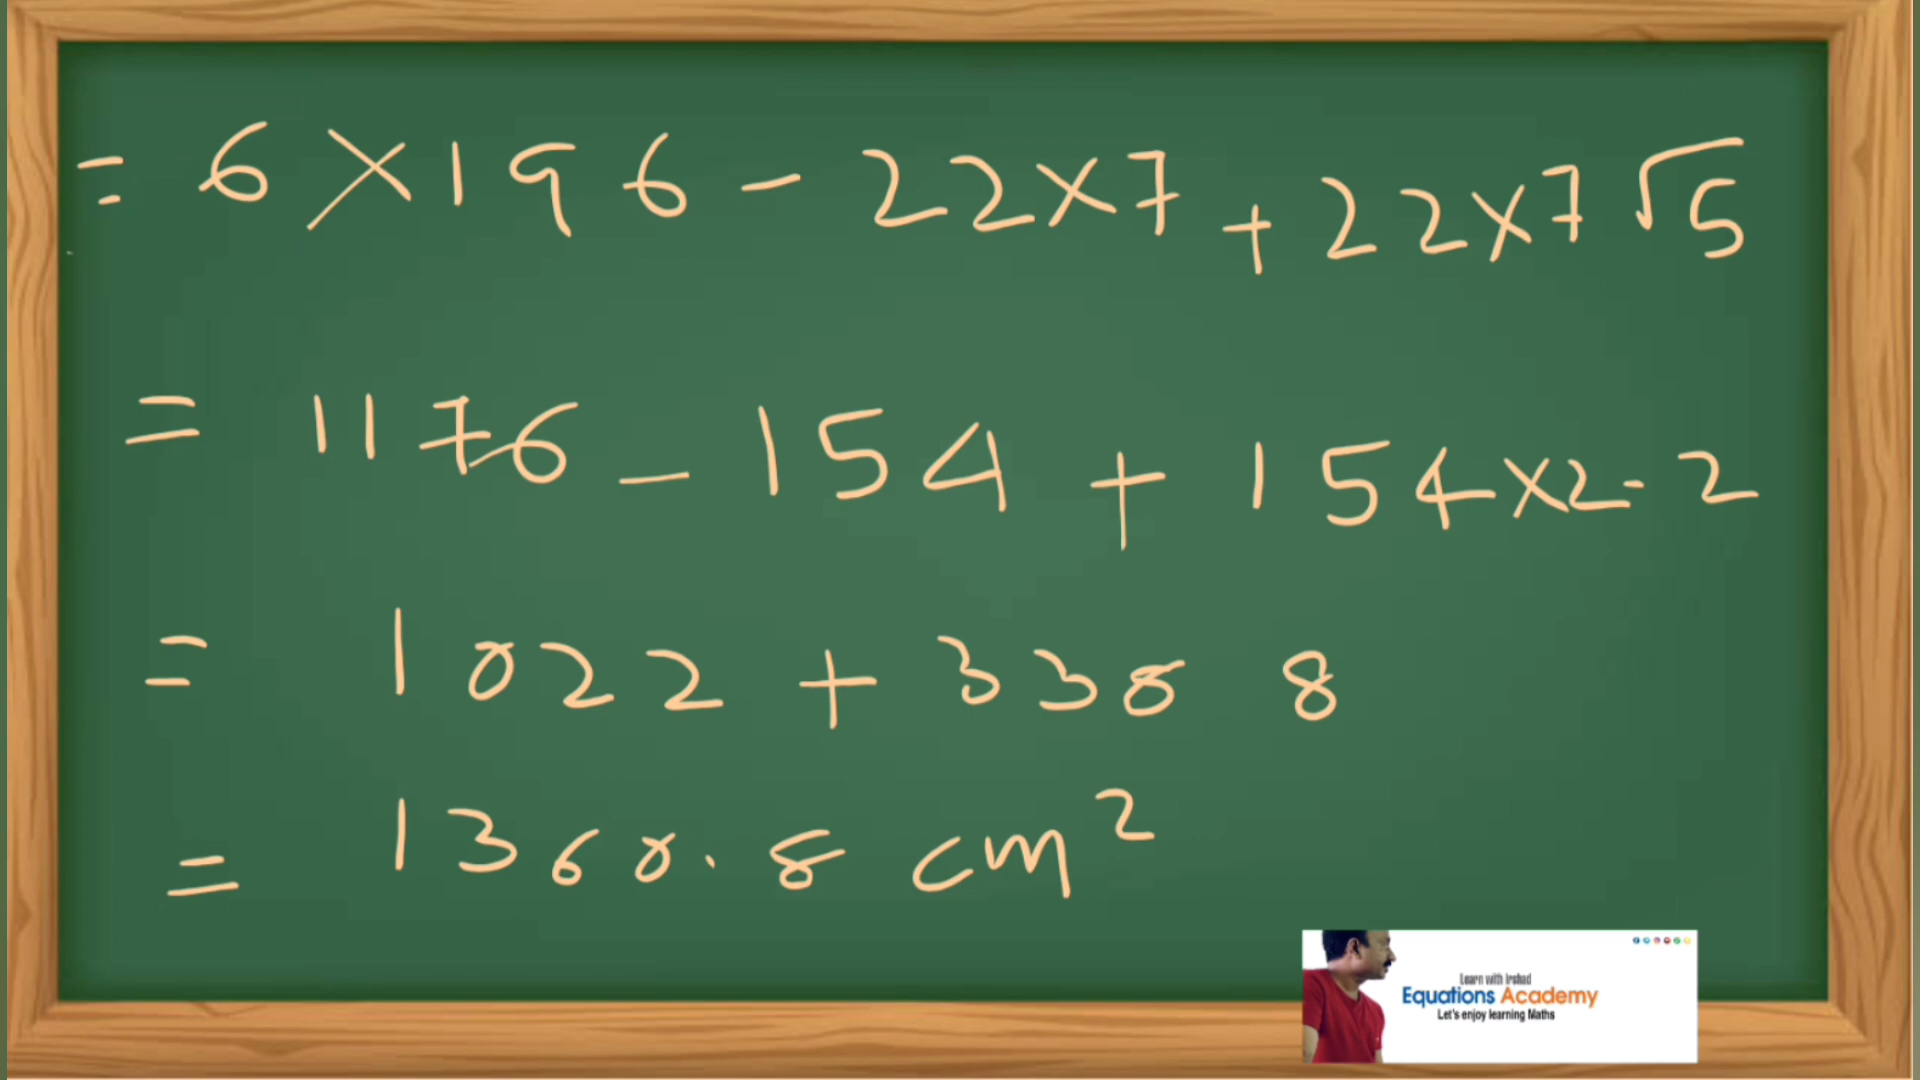 = 6 × 196 - 22 × 7 + 22 × 7 √5
= 1176 - 154 + 154 × 2.2
= 1022 + 338 8
= 1360.8 cm²
Learn with Irshad
Equations Academy
Let's enjoy learning Maths